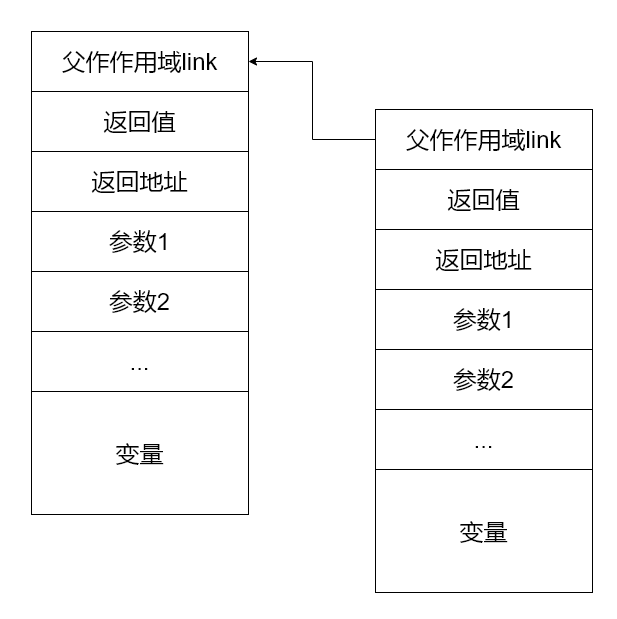 父作作用域link
返回值
返回地址
参数1
参数2
...
变量
父作作用域link
返回值
返回地址
参数1
参数2
...
变量